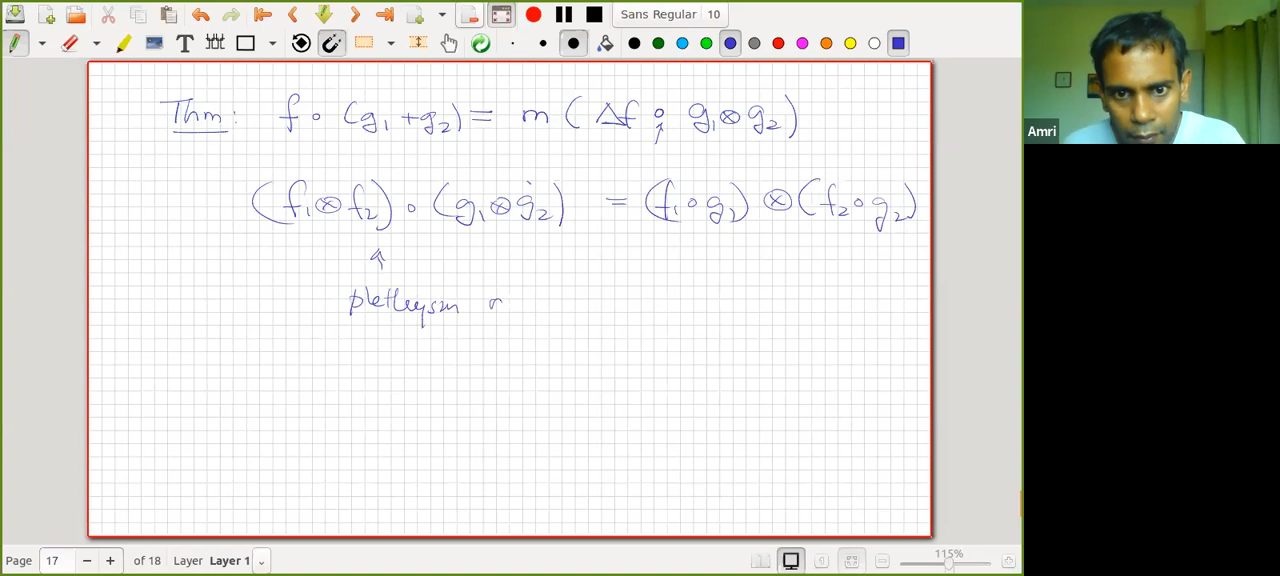 Sans Regular 10
Thm: f ∘ (g₁ + g₂) = m ( Δf ∘ g₁ ⊗ g₂ )
Amri
(f₁ ⊗ f₂) ∘ (g₁ ⊗ g₂) = (f₁ ∘ g₂) ⊗ (f₂ ∘ g₂)
plethysm o
Page 17 of 18 Layer Layer 1 115%